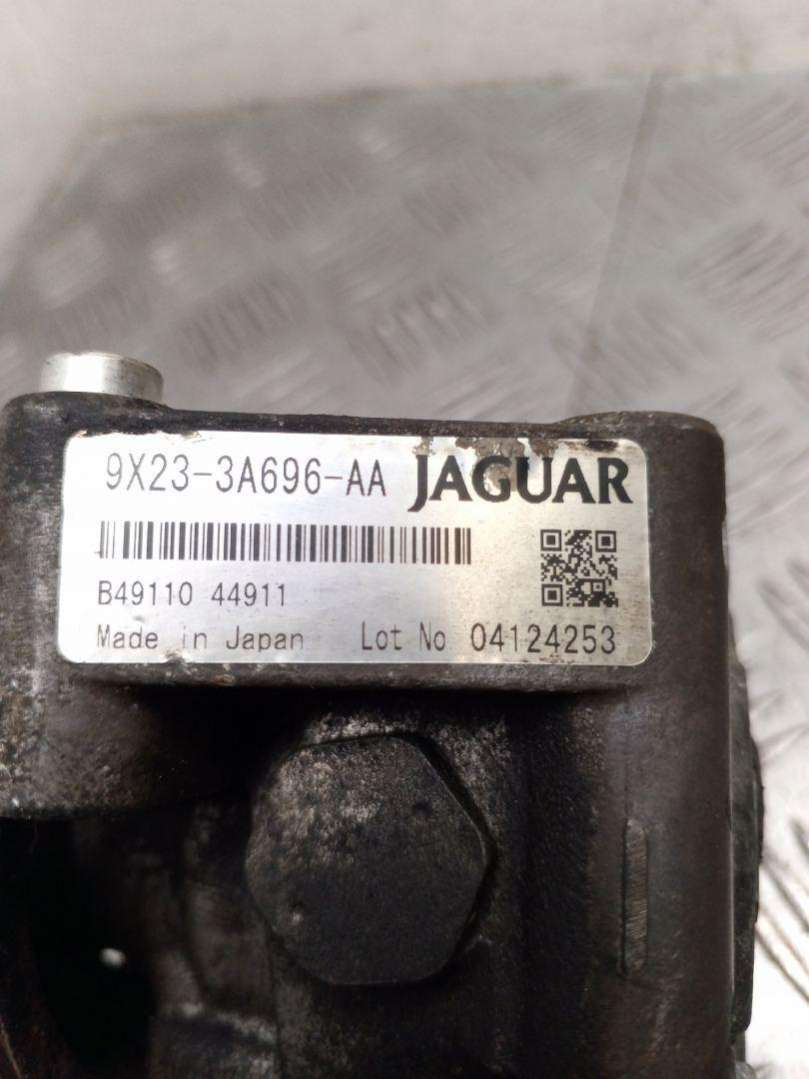 9X23-3A696-AA JAGUAR
B49110 44911
Made in Japan Lot No 04124253